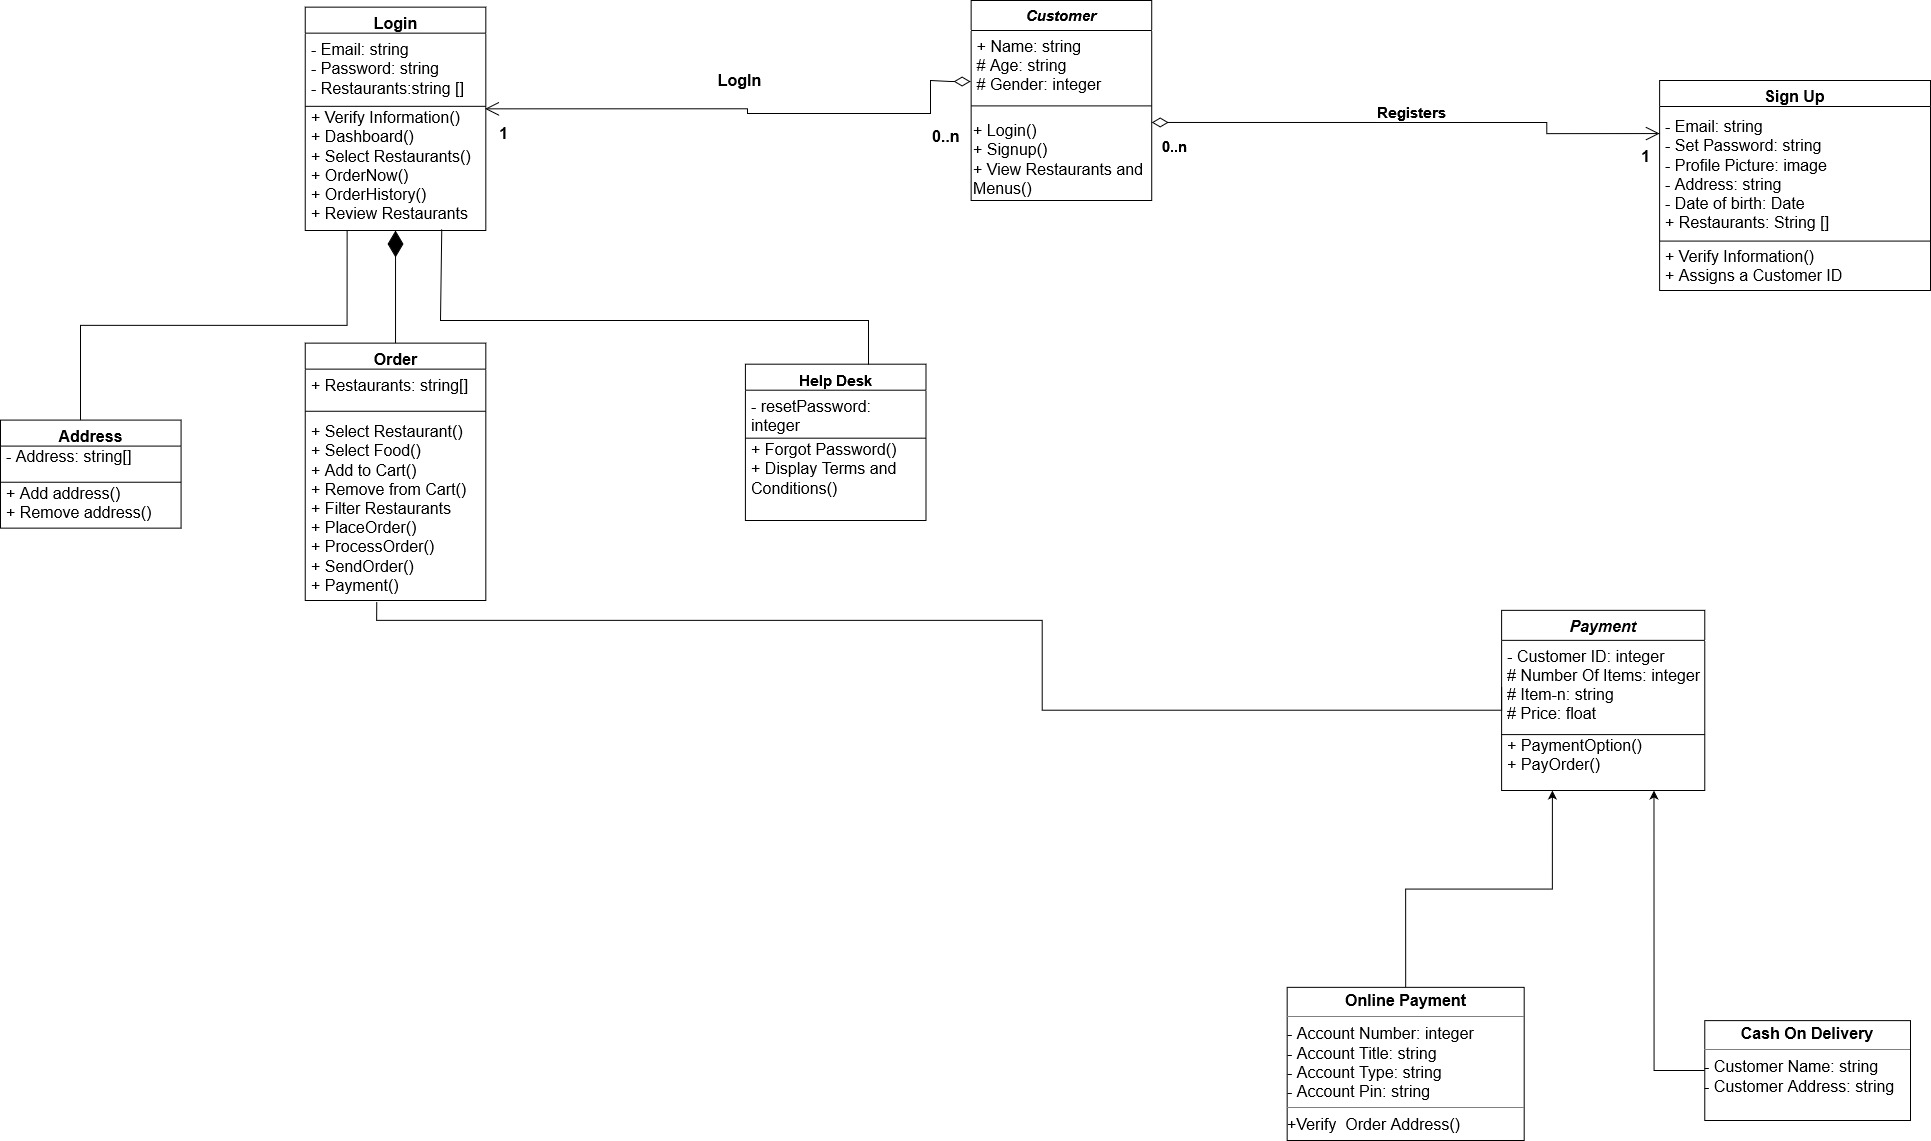 Login
- Email: string
- Password: string
- Restaurants:string []
+ Verify Information()
+ Dashboard()
+ Select Restaurants()
+ OrderNow()
+ OrderHistory()
+ Review Restaurants
LogIn
1
0..n
Customer
+ Name: string
# Age: string
# Gender: integer
+ Login()
+ Signup()
+ View Restaurants and
Menus()
Registers
0..n
1
Sign Up
- Email: string
- Set Password: string
- Profile Picture: image
- Address: string
- Date of birth: Date
+ Restaurants: String []
+ Verify Information()
+ Assigns a Customer ID
Address
- Address: string[]
+ Add address()
+ Remove address()
Order
+ Restaurants: string[]
+ Select Restaurant()
+ Select Food()
+ Add to Cart()
+ Remove from Cart()
+ Filter Restaurants
+ PlaceOrder()
+ ProcessOrder()
+ SendOrder()
+ Payment()
Help Desk
- resetPassword:
integer
+ Forgot Password()
+ Display Terms and
Conditions()
Payment
- Customer ID: integer
# Number Of Items: integer
# Item-n: string
# Price: float
+ PaymentOption()
+ PayOrder()
Online Payment
- Account Number: integer
- Account Title: string
- Account Type: string
- Account Pin: string
+Verify  Order Address()
Cash On Delivery
- Customer Name: string
- Customer Address: string